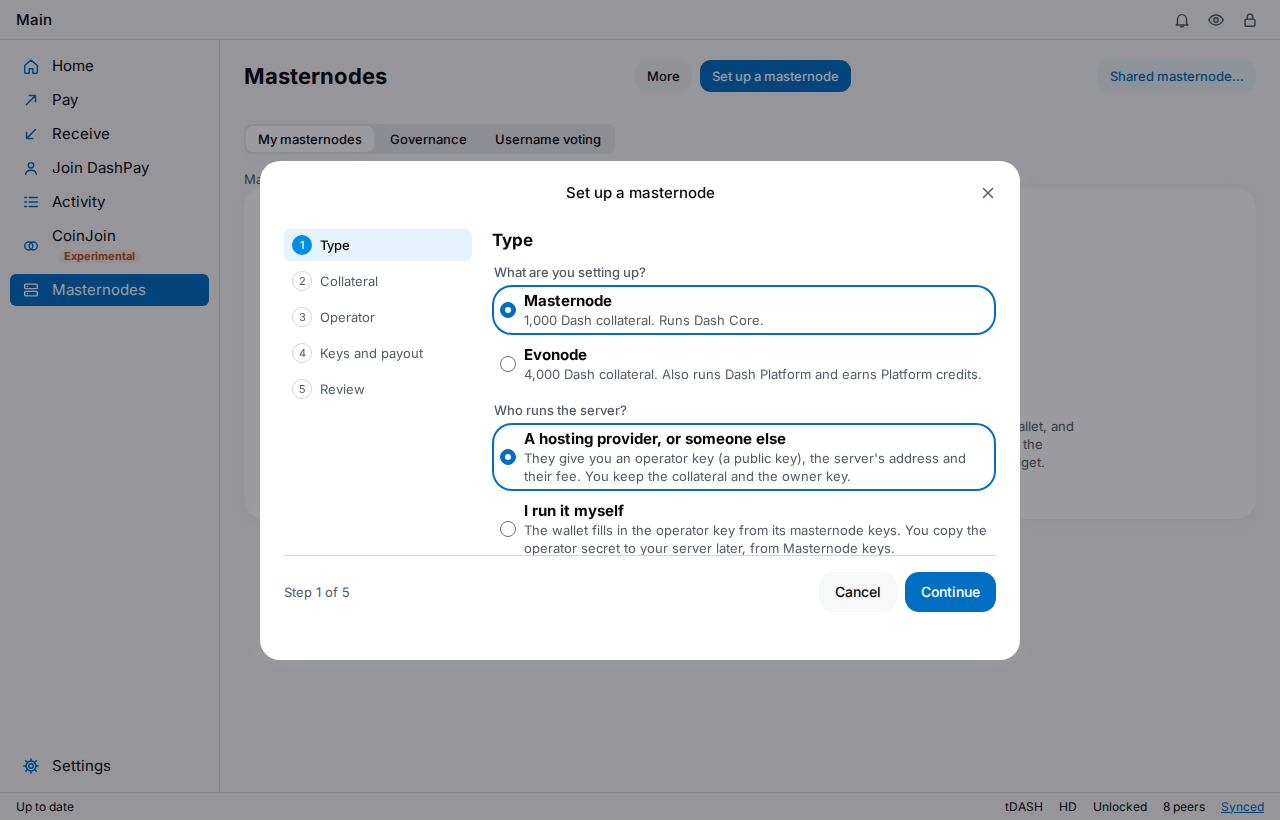 Main
Home
Pay
Receive
Join DashPay
Activity
CoinJoin
Experimental
Masternodes
Settings
Masternodes
More
Set up a masternode
Shared masternode...
My masternodes
Governance
Username voting
allet, and
the
get.
Set up a masternode
1 Type
2 Collateral
3 Operator
4 Keys and payout
5 Review
Type
What are you setting up?
Masternode
1,000 Dash collateral. Runs Dash Core.
Evonode
4,000 Dash collateral. Also runs Dash Platform and earns Platform credits.
Who runs the server?
A hosting provider, or someone else
They give you an operator key (a public key), the server's address and
their fee. You keep the collateral and the owner key.
I run it myself
The wallet fills in the operator key from its masternode keys. You copy the
operator secret to your server later, from Masternode keys.
Step 1 of 5
Cancel
Continue
Up to date
tDASH
HD
Unlocked
8 peers
Synced